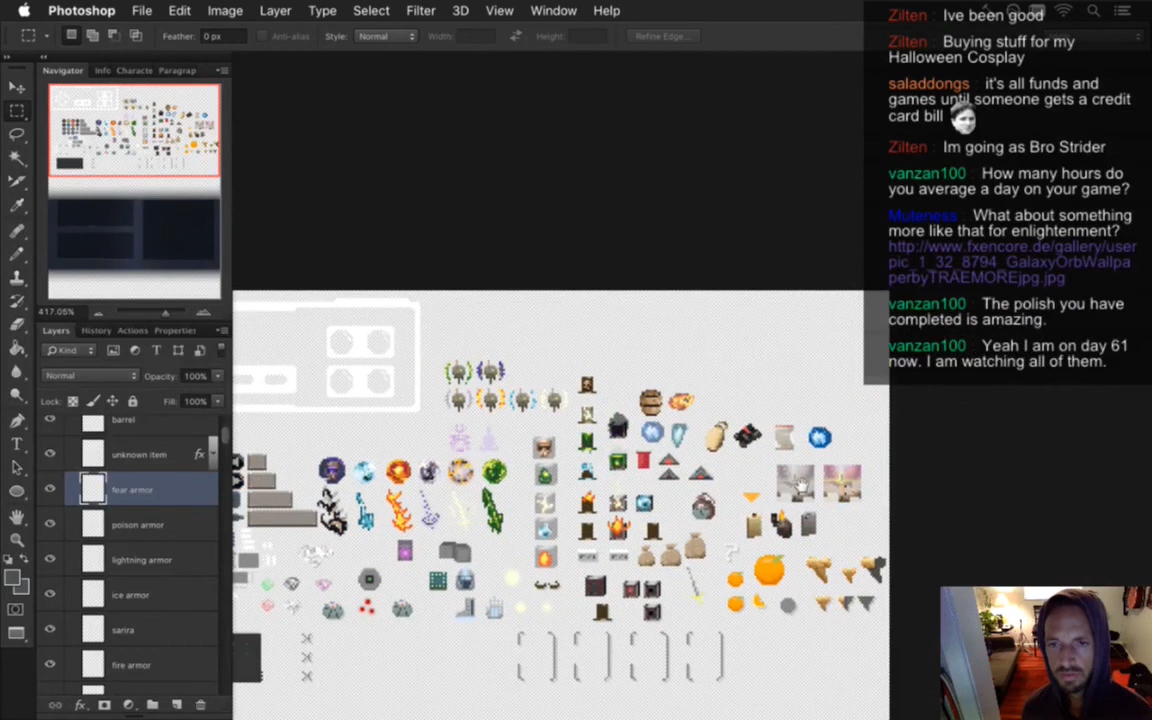 Photoshop File Edit Image Layer Type Select Filter 3D View Window Help
Feather: 0 px Anti-alias Style: Normal Width: Height: Refine Edge...
Navigator Info Characte Paragrap
417.05%
Layers History Actions Properties
Kind
Normal Opacity: 100%
Lock: Fill: 100%
barrel
unknown item fx
fear armor
poison armor
lightning armor
ice armor
sarira
fire armor
fx
Zilten : Ive been good
Zilten : Buying stuff for my
Halloween Cosplay
saladdongs : it's all funds and
games until someone gets a credit
card bill
Zilten : Im going as Bro Strider
vanzan100 : How many hours do
you average a day on your game?
Muteness : What about something
more like that for enlightenment?
http://www.fxencore.de/gallery/user
pic_1_32_8794_GalaxyOrbWallpa
perbyTRAEMOREjpg.jpg
vanzan100 : The polish you have
completed is amazing.
vanzan100 : Yeah I am on day 61
now. I am watching all of them.